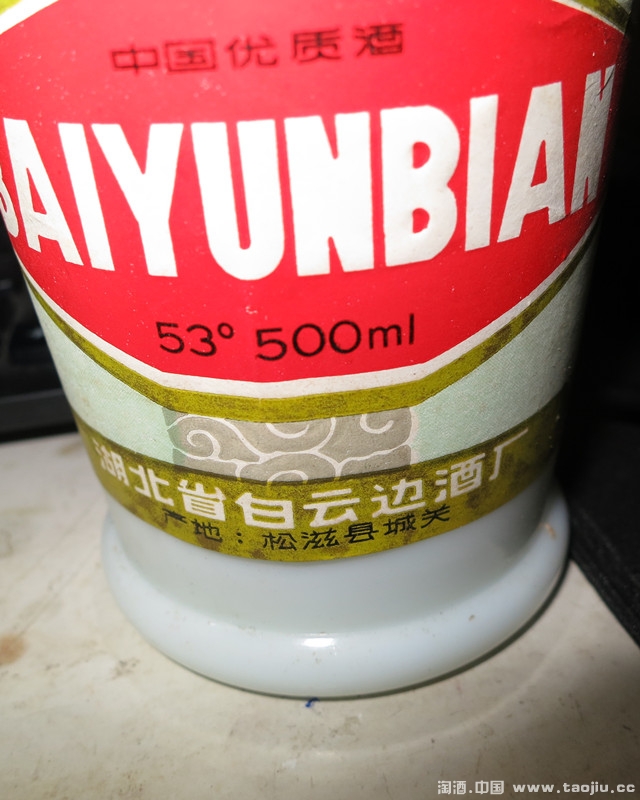 中国优质酒
BAIYUNBIAN
53° 500ml
湖北省白云边酒厂
产地：松滋县城关
淘酒.中国 www.taojiu.cc